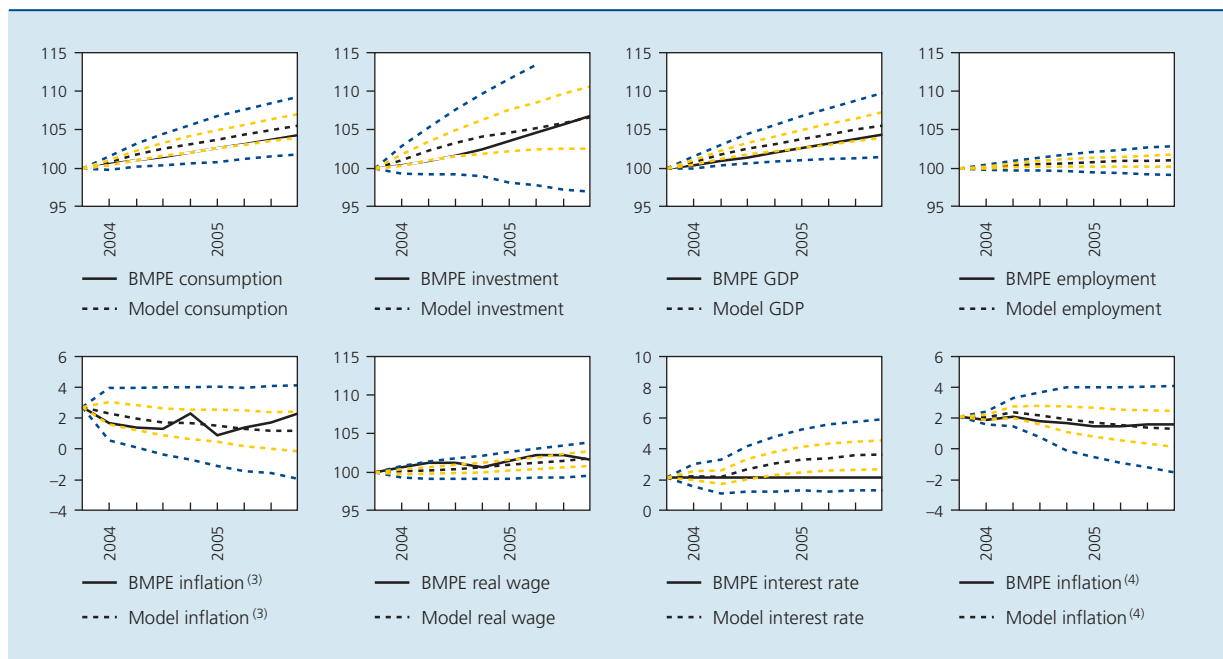 115 115 115 115
110 110 110 110
105 105 105 105
100 100 100 100
95 95 95 95
2004 2005 2004 2005 2004 2005 2004 2005
BMPE consumption BMPE investment BMPE GDP BMPE employment
Model consumption Model investment Model GDP Model employment
6 115 10 6
4 110 8 4
2 105 6 2
0 100 4 0
−2 95 2 −2
−4 0 −4
2004 2005 2004 2005 2004 2005 2004 2005
BMPE inflation (3) BMPE real wage BMPE interest rate BMPE inflation (4)
Model inflation (3) Model real wage Model interest rate Model inflation (4)